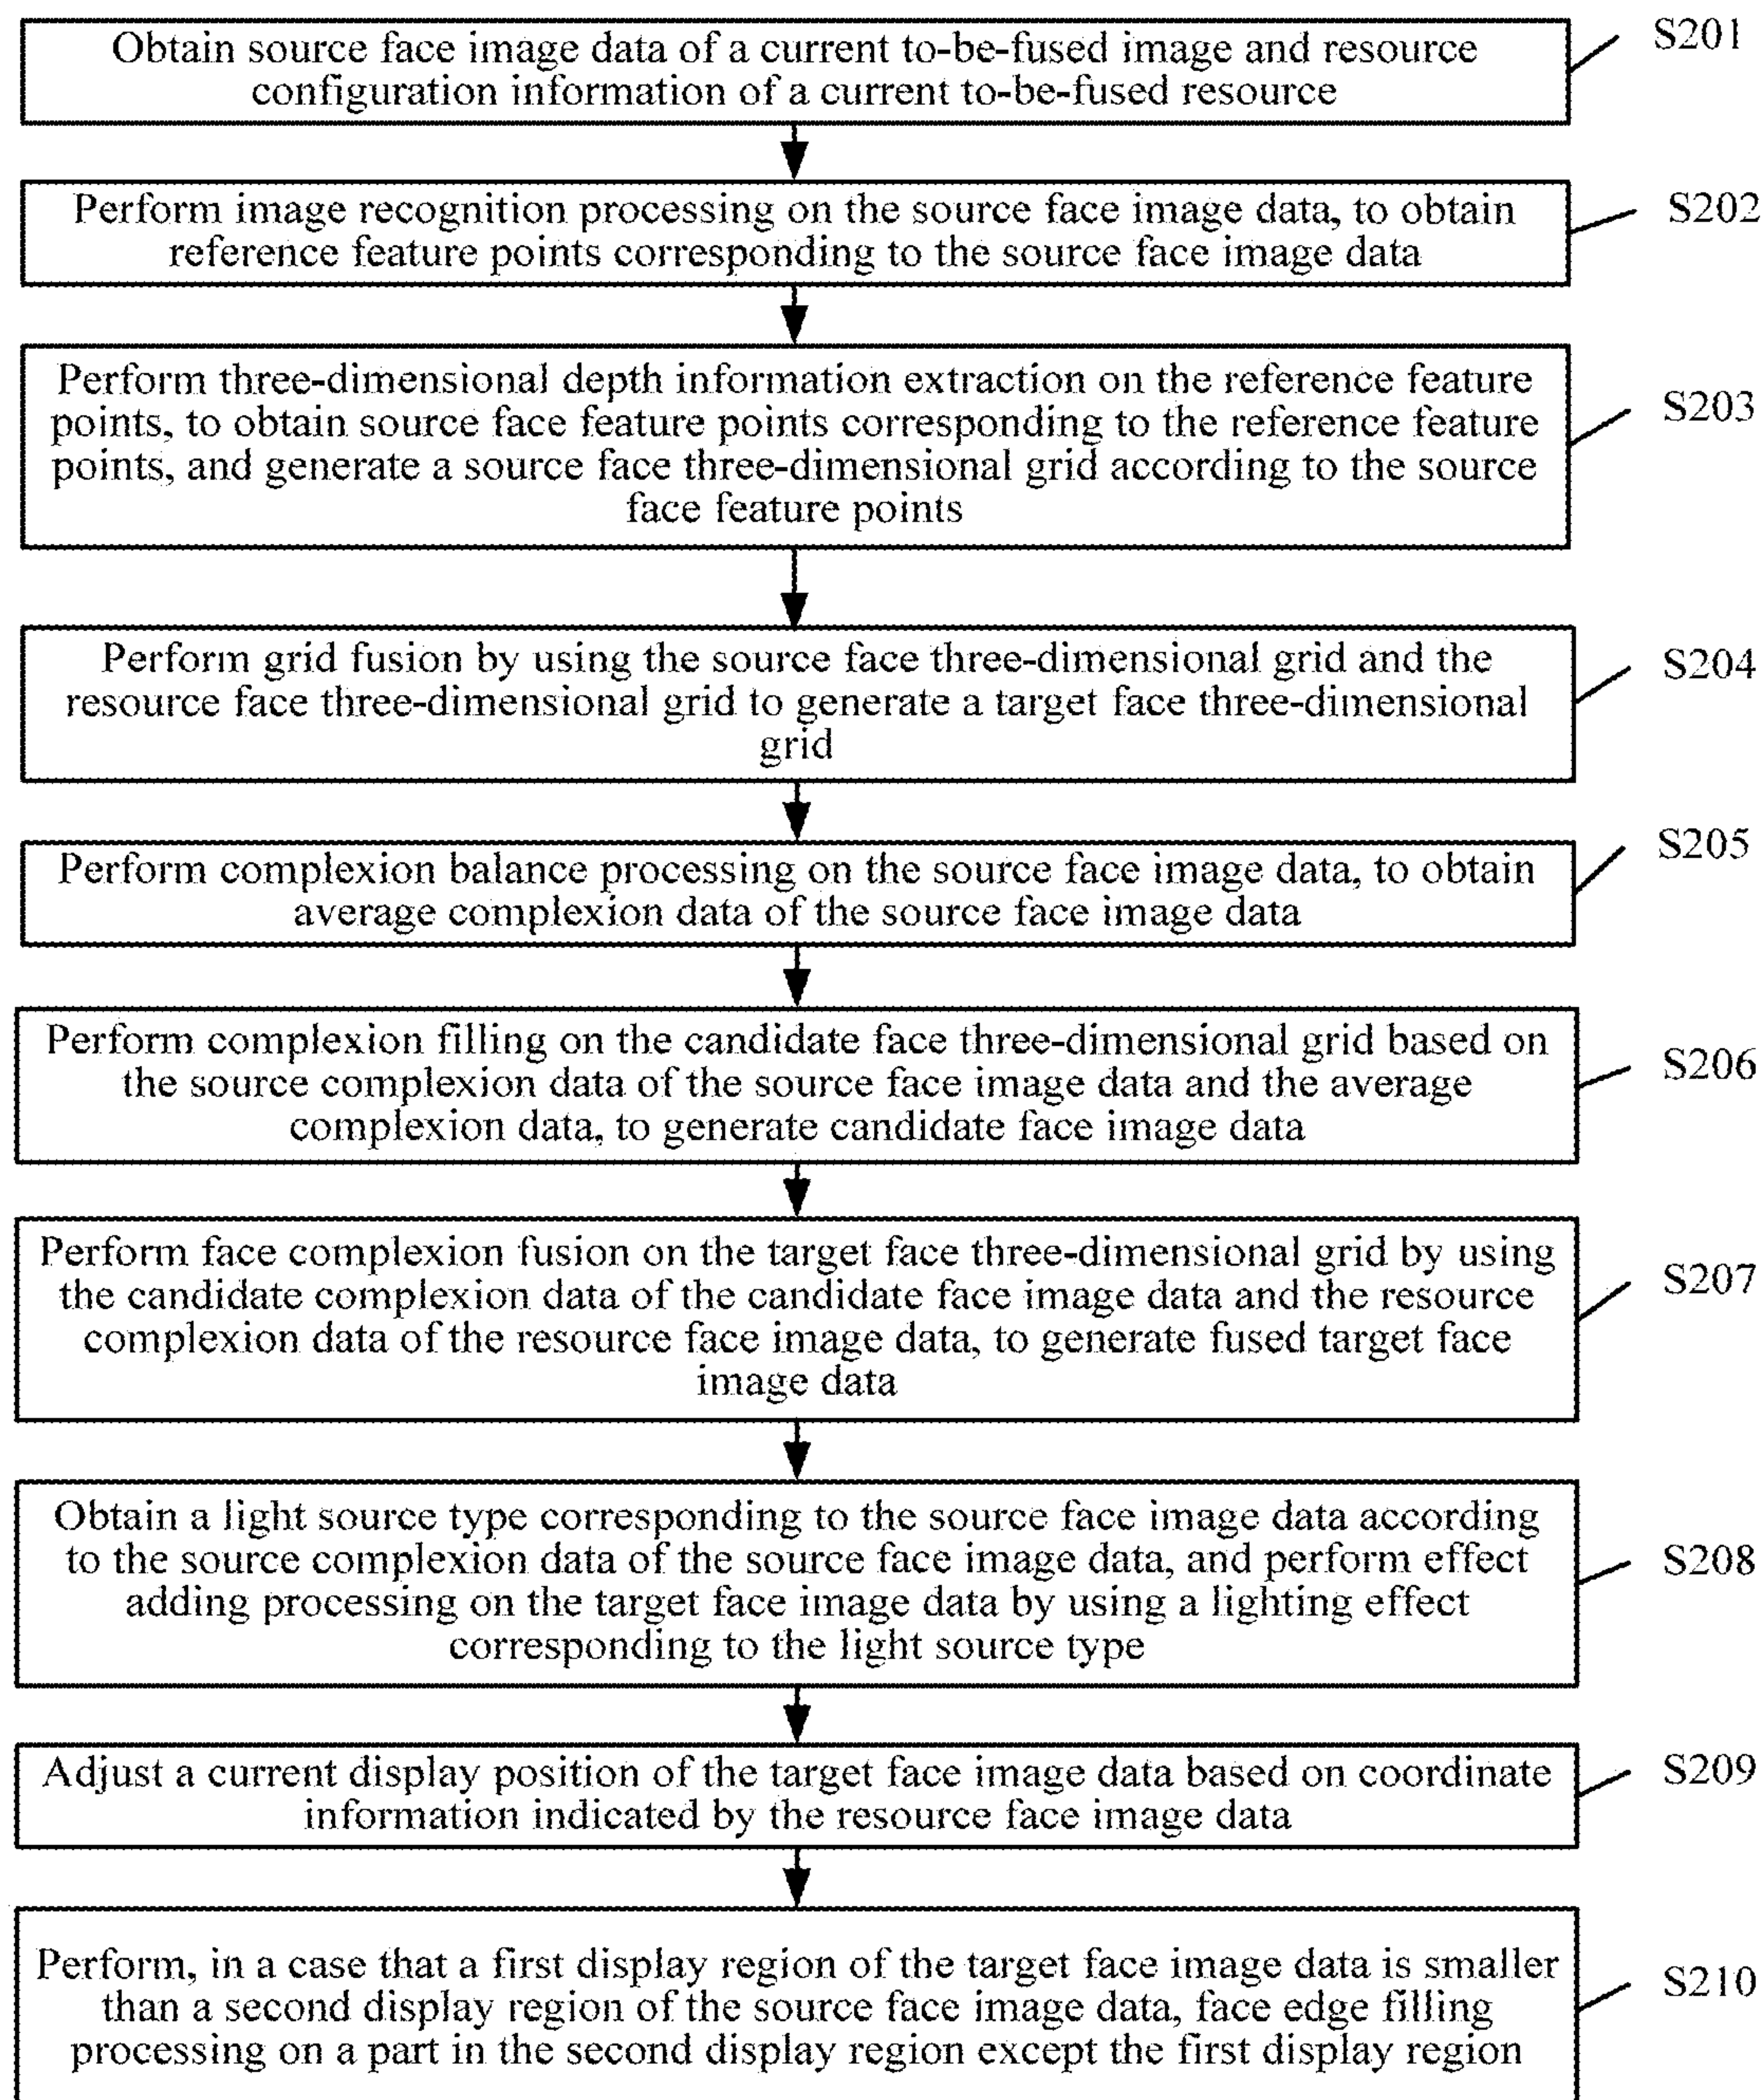 Obtain source face image data of a current to-be-fused image and resource
configuration information of a current to-be-fused resource
S201
Perform image recognition processing on the source face image data, to obtain
reference feature points corresponding to the source face image data
S202
Perform three-dimensional depth information extraction on the reference feature
points, to obtain source face feature points corresponding to the reference feature
points, and generate a source face three-dimensional grid according to the source
face feature points
S203
Perform grid fusion by using the source face three-dimensional grid and the
resource face three-dimensional grid to generate a target face three-dimensional
grid
S204
Perform complexion balance processing on the source face image data, to obtain
average complexion data of the source face image data
S205
Perform complexion filling on the candidate face three-dimensional grid based on
the source complexion data of the source face image data and the average
complexion data, to generate candidate face image data
S206
Perform face complexion fusion on the target face three-dimensional grid by using
the candidate complexion data of the candidate face image data and the resource
complexion data of the resource face image data, to generate fused target face
image data
S207
Obtain a light source type corresponding to the source face image data according
to the source complexion data of the source face image data, and perform effect
adding processing on the target face image data by using a lighting effect
corresponding to the light source type
S208
Adjust a current display position of the target face image data based on coordinate
information indicated by the resource face image data
S209
Perform, in a case that a first display region of the target face image data is smaller
than a second display region of the source face image data, face edge filling
processing on a part in the second display region except the first display region
S210